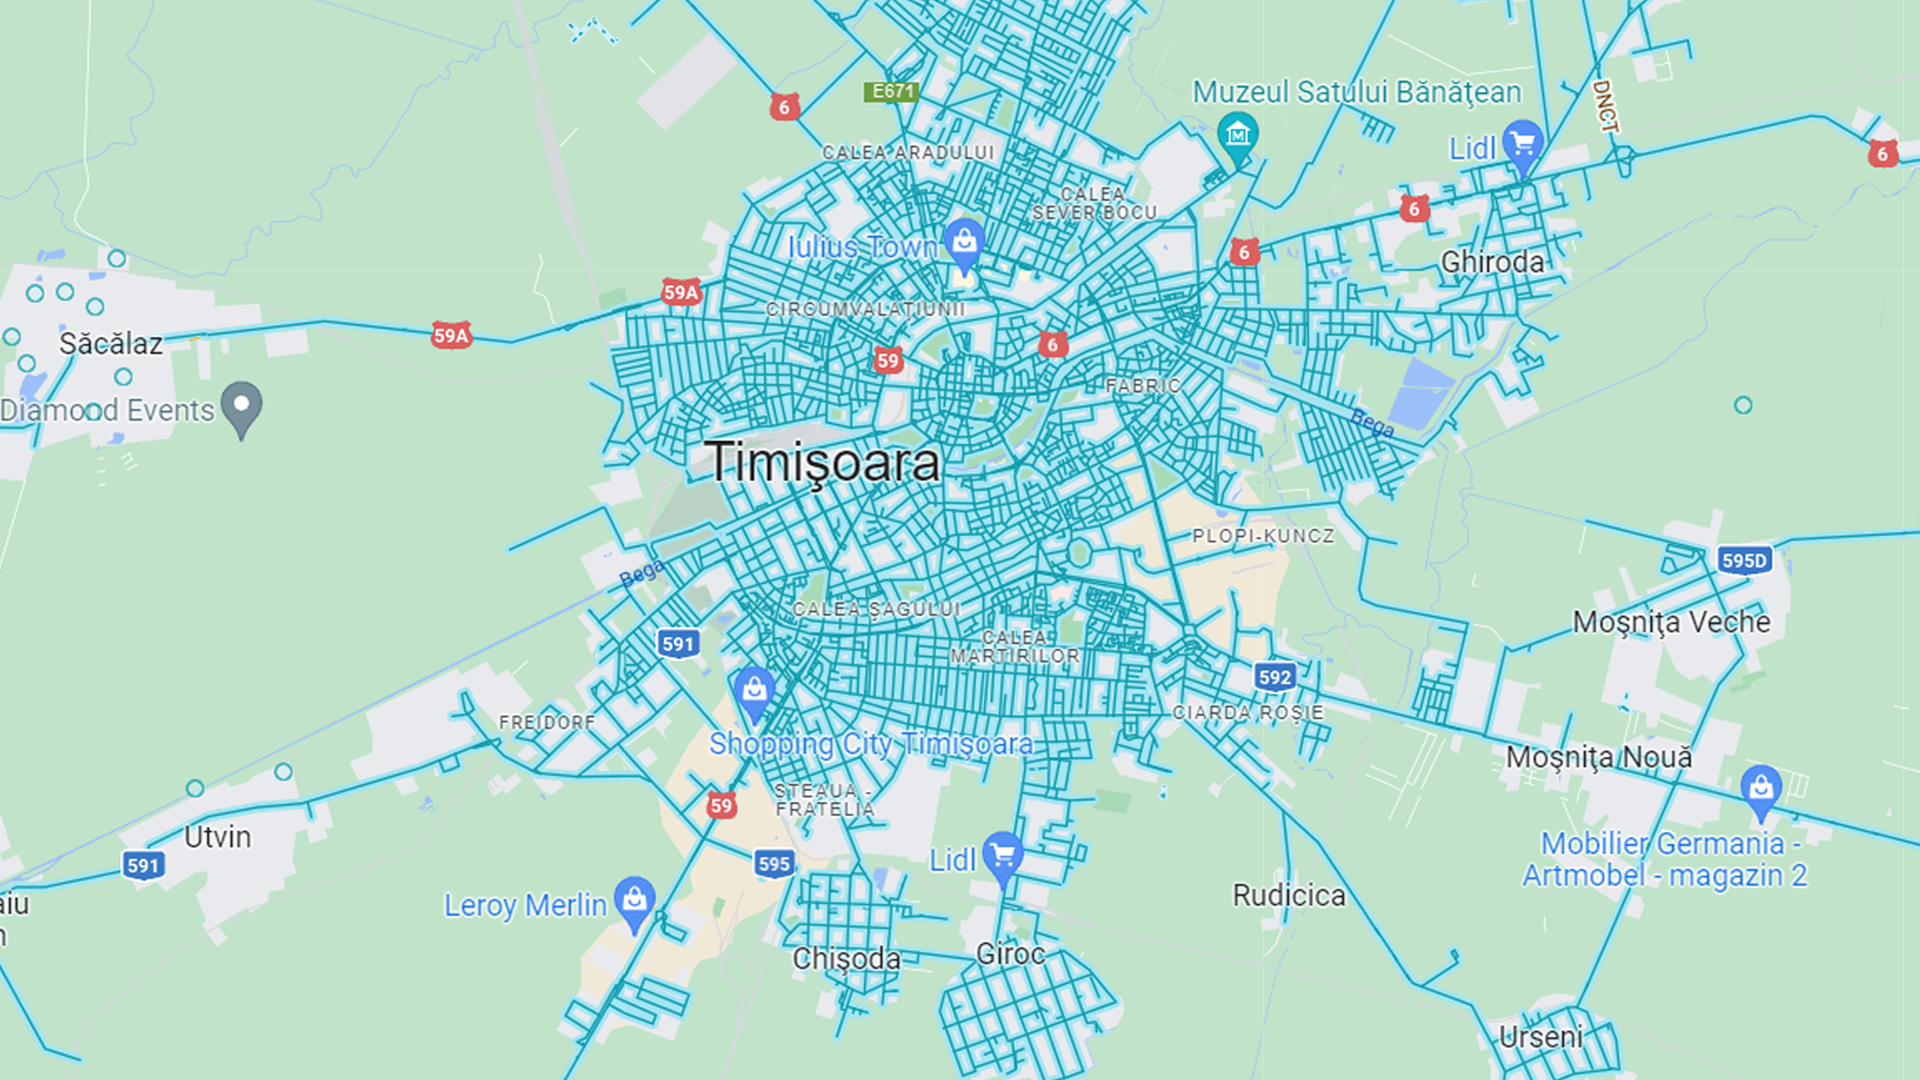 E671
6
Muzeul Satului Bănăţean
DNCT
Lidl
CALEA ARADULUI
6
CALEA
SEVER BOCU
6
Iulius Town
6
Ghiroda
59A
CIRCUMVALAȚIUNII
59A
Săcălaz
6
59
FABRIC
Diamond Events
Bega
Timişoara
PLOPI-KUNCZ
595D
Bega
CALEA ŞAGULUI
Moşniţa Veche
591
CALEA
MARTIRILOR
592
FREIDORF
CIARDA ROŞIE
Shopping City Timişoara
Moşniţa Nouă
STEAUA -
FRATELIA
59
Utvin
Mobilier Germania -
Artmobel - magazin 2
591
595
Lidl
Leroy Merlin
Rudicica
aiu
n
Chişoda
Giroc
Urseni